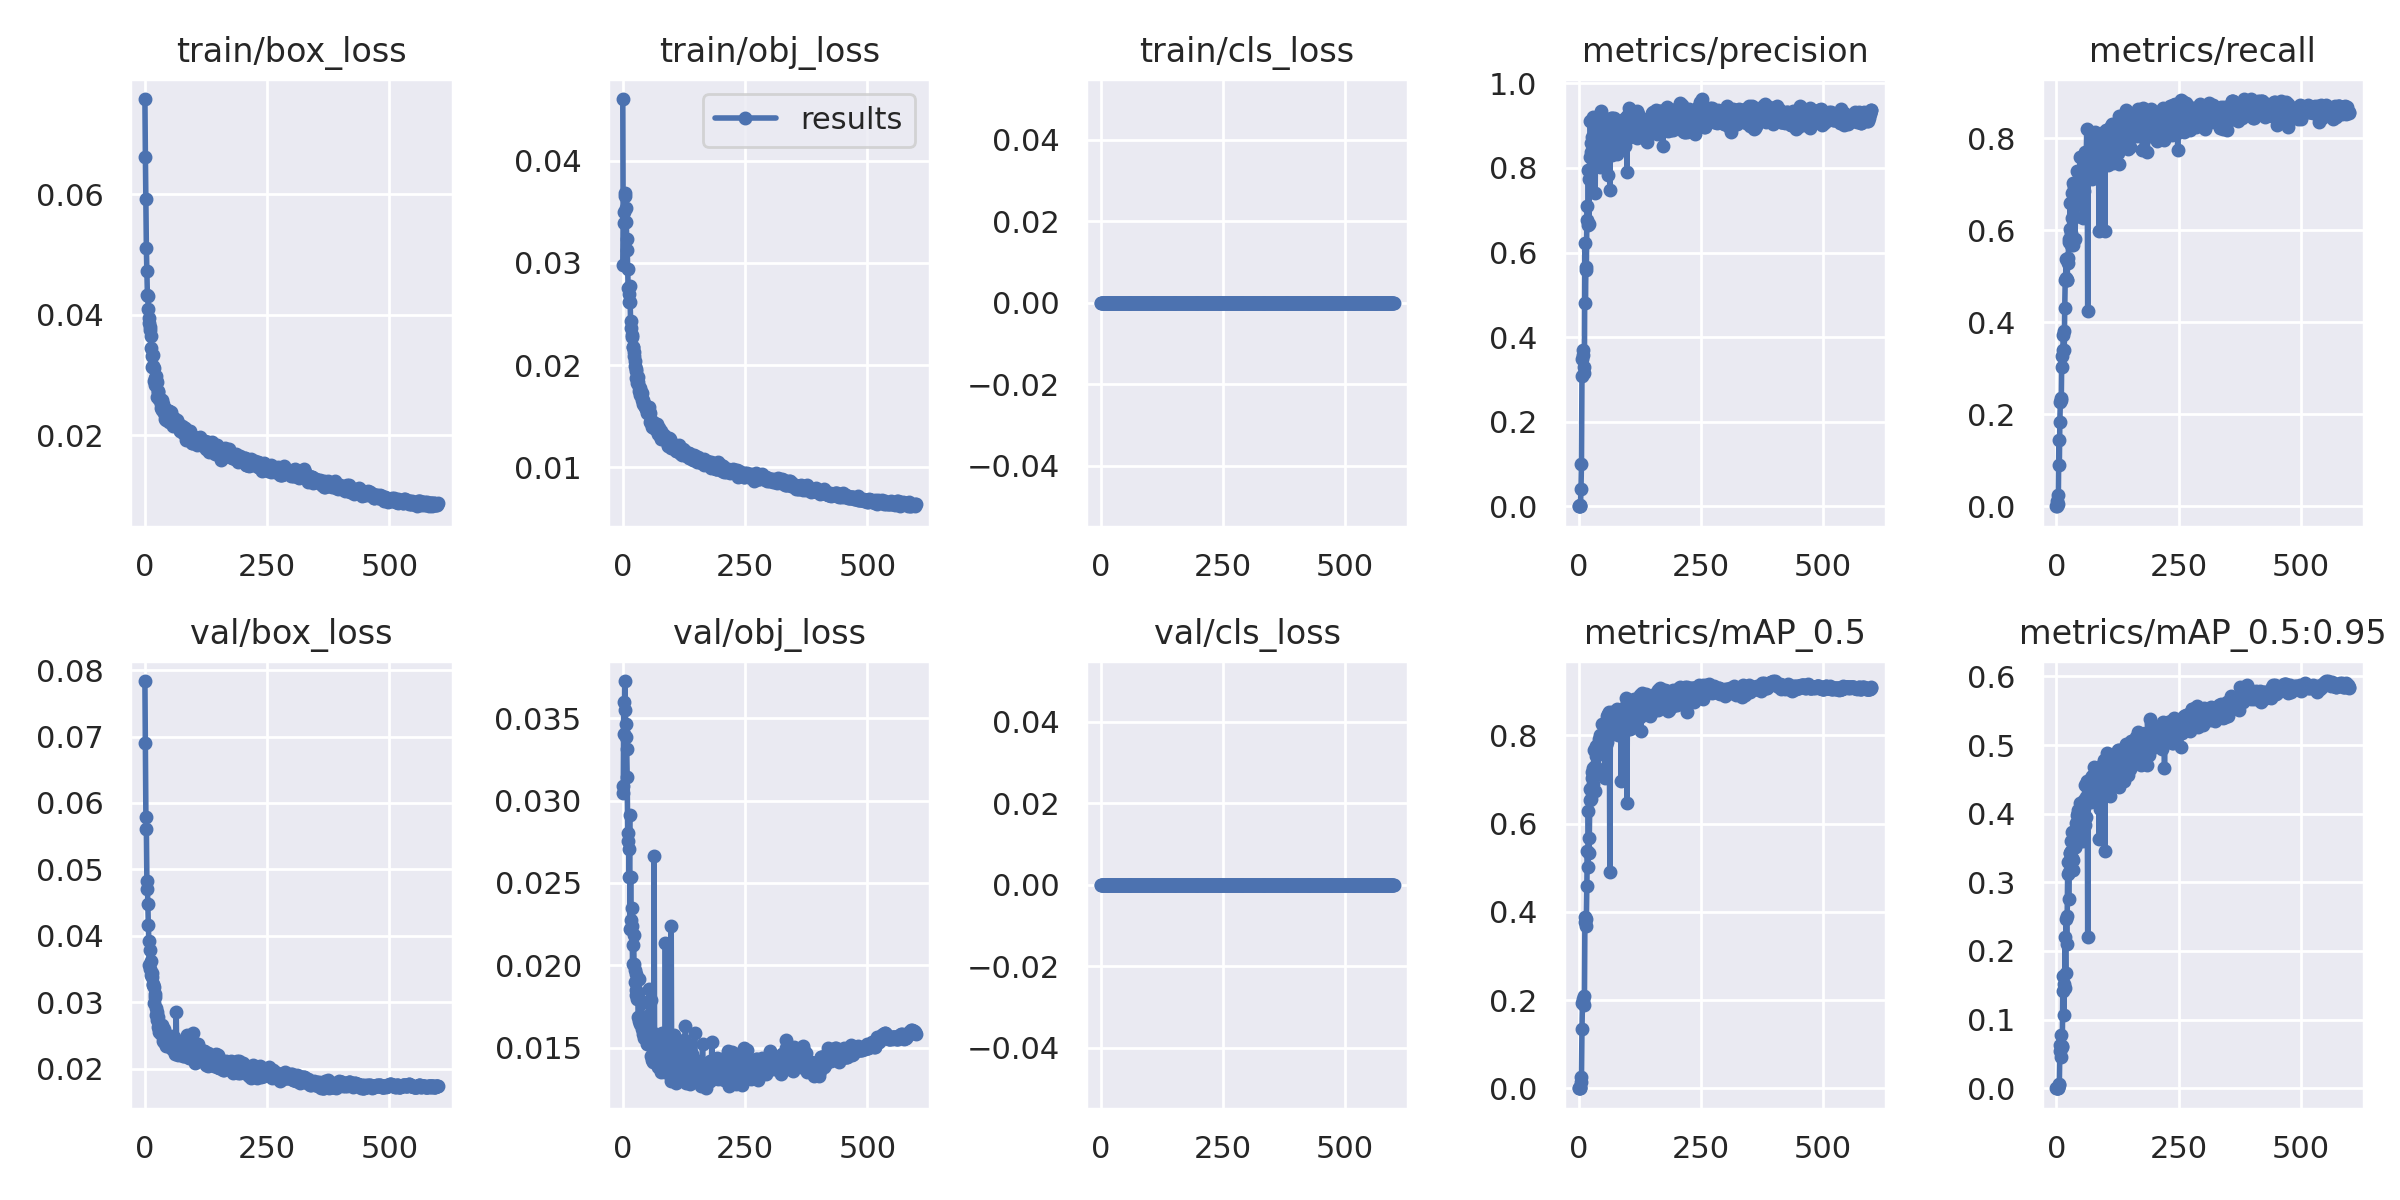 train/box_loss
train/obj_loss
train/cls_loss
metrics/precision
metrics/recall
0.06
0.04
0.02
0 250 500
results
0.04
0.03
0.02
0.01
0 250 500
0.04
0.02
0.00
−0.02
−0.04
0 250 500
1.0
0.8
0.6
0.4
0.2
0.0
0 250 500
0.8
0.6
0.4
0.2
0.0
0 250 500
val/box_loss
val/obj_loss
val/cls_loss
metrics/mAP_0.5
metrics/mAP_0.5:0.95
0.08
0.07
0.06
0.05
0.04
0.03
0.02
0 250 500
0.035
0.030
0.025
0.020
0.015
0 250 500
0.04
0.02
0.00
−0.02
−0.04
0 250 500
0.8
0.6
0.4
0.2
0.0
0 250 500
0.6
0.5
0.4
0.3
0.2
0.1
0.0
0 250 500